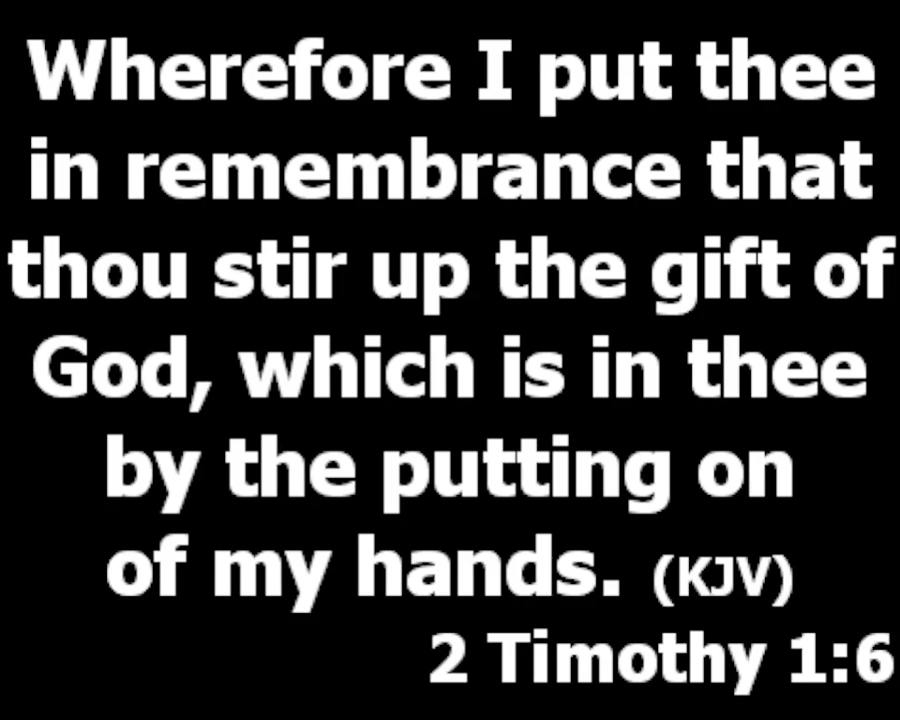 Wherefore I put thee
in remembrance that
thou stir up the gift of
God, which is in thee
by the putting on
of my hands. (KJV)
2 Timothy 1:6